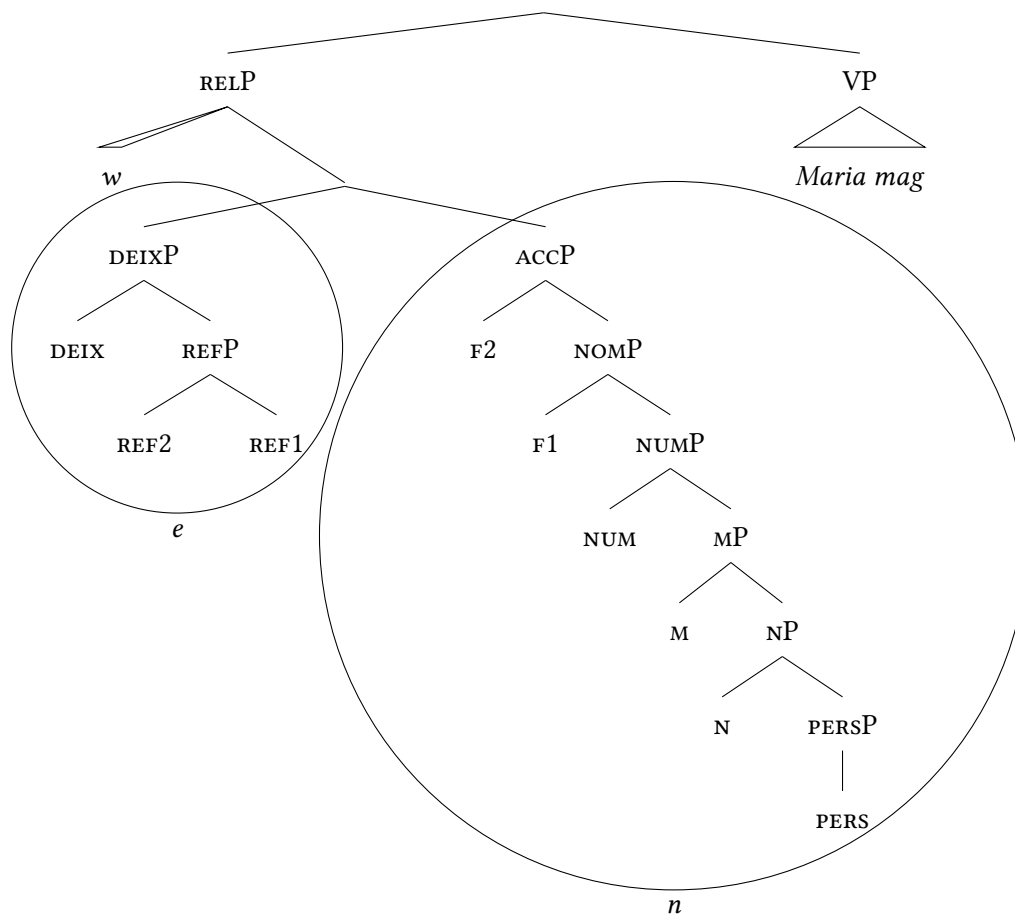 RELP VP
w Maria mag
DEIXP ACCP
DEIX REFP F2 NOMP
REF2 REF1 F1 NUMP
e NUM MP
M NP
N PERSP
PERS
n